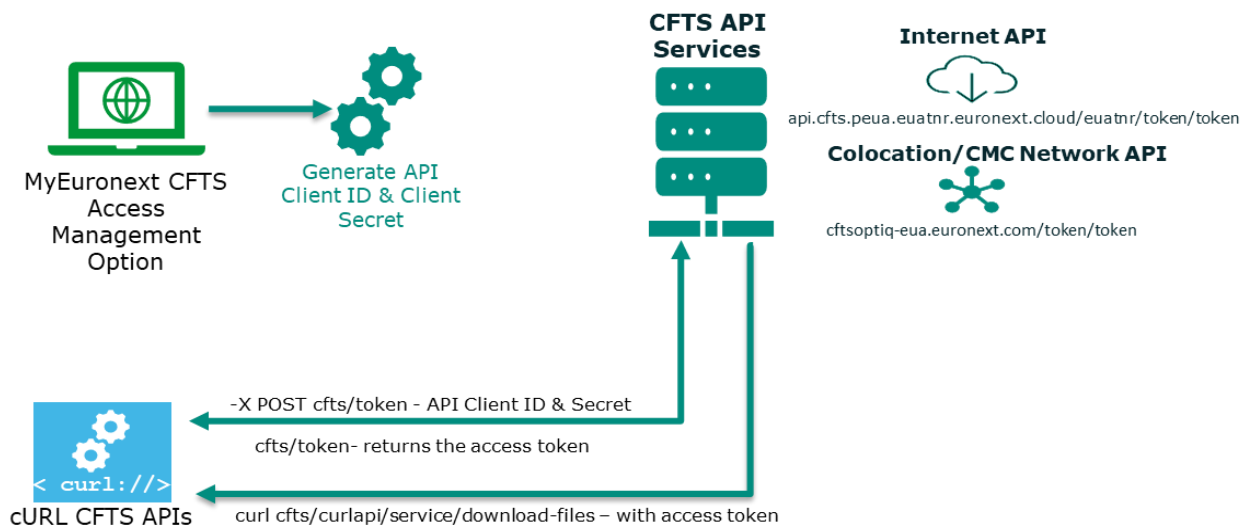 CFTS API
Services
Internet API
api.cfts.peua.euatnr.euronext.cloud/euatnr/token/token
Colocation/CMC Network API
cftsoptiq-eua.euronext.com/token/token
MyEuronext CFTS
Access
Management
Option
Generate API
Client ID & Client
Secret
-X POST cfts/token - API Client ID & Secret
cfts/token- returns the access token
< curl://>
cURL CFTS APIs
curl cfts/curlapi/service/download-files – with access token